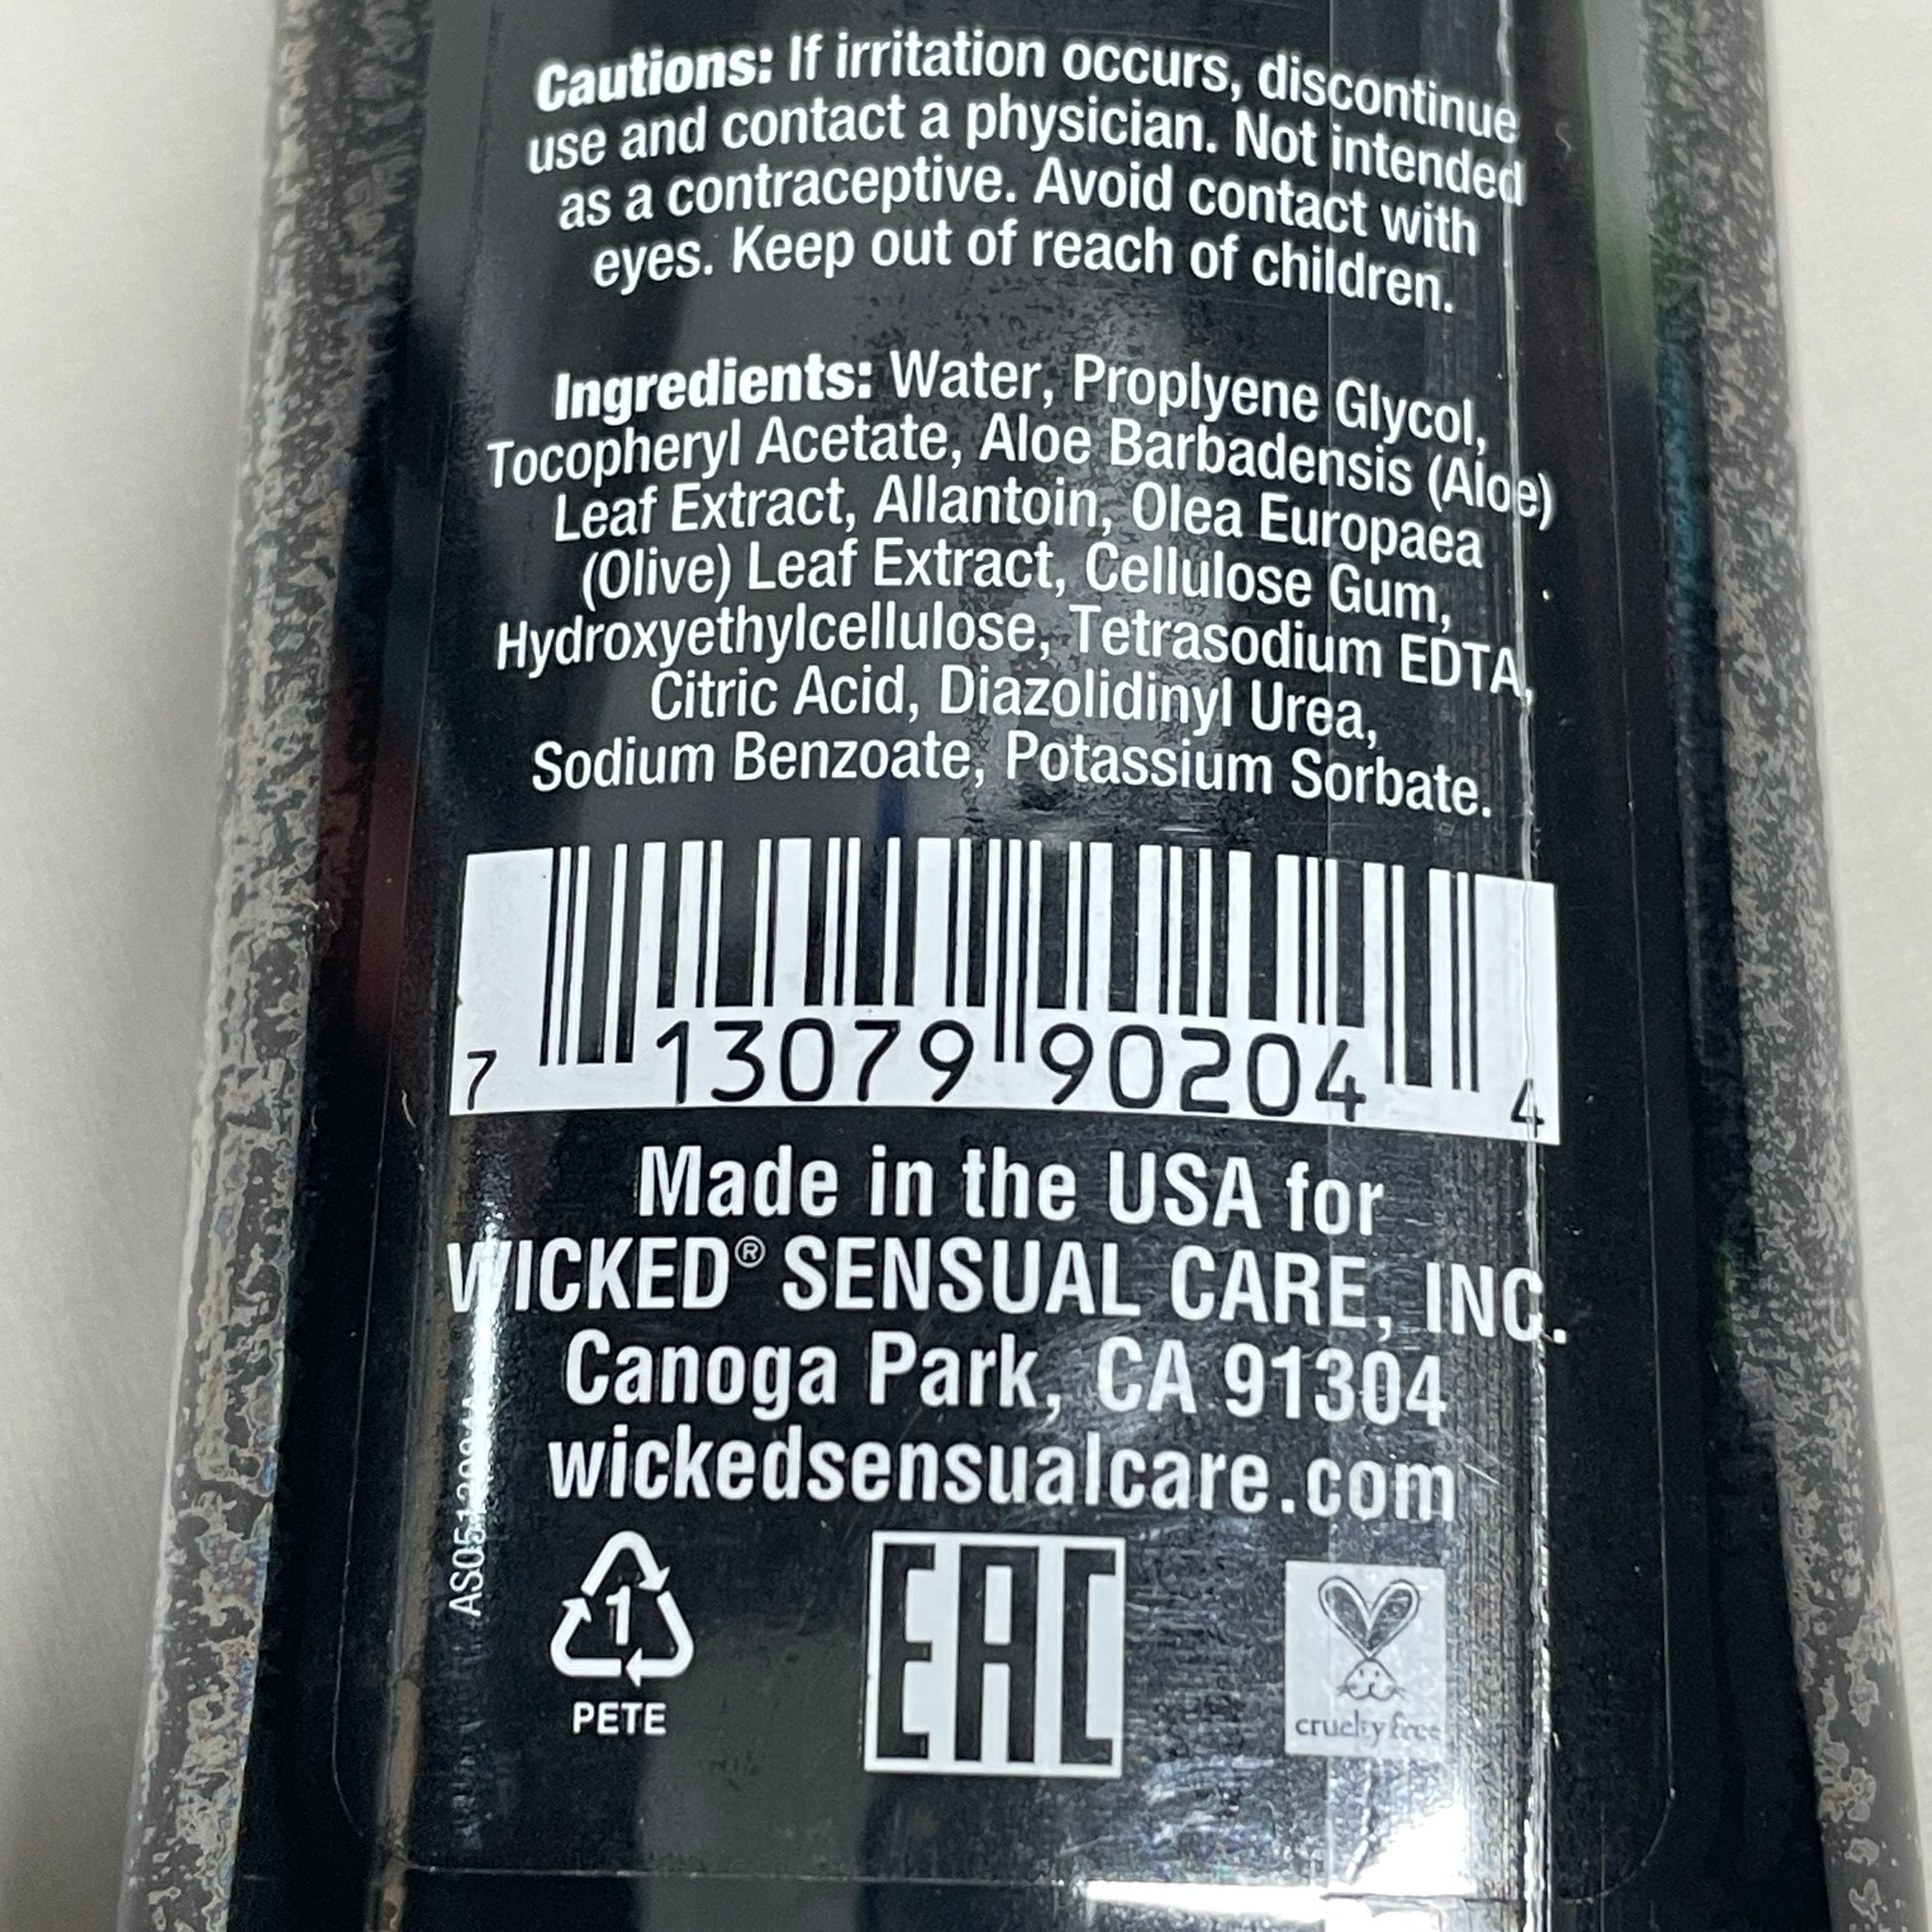 Cautions: If irritation occurs, discontinue
use and contact a physician. Not intended
as a contraceptive. Avoid contact with
eyes. Keep out of reach of children.
Ingredients: Water, Proplyene Glycol,
Tocopheryl Acetate, Aloe Barbadensis (Aloe)
Leaf Extract, Allantoin, Olea Europaea
(Olive) Leaf Extract, Cellulose Gum,
Hydroxyethylcellulose, Tetrasodium EDTA,
Citric Acid, Diazolidinyl Urea,
Sodium Benzoate, Potassium Sorbate.
7 13079 90204 4
Made in the USA for
WICKED® SENSUAL CARE, INC.
Canoga Park, CA 91304
wickedsensualcare.com
1
PETE
EAC
cruelty free